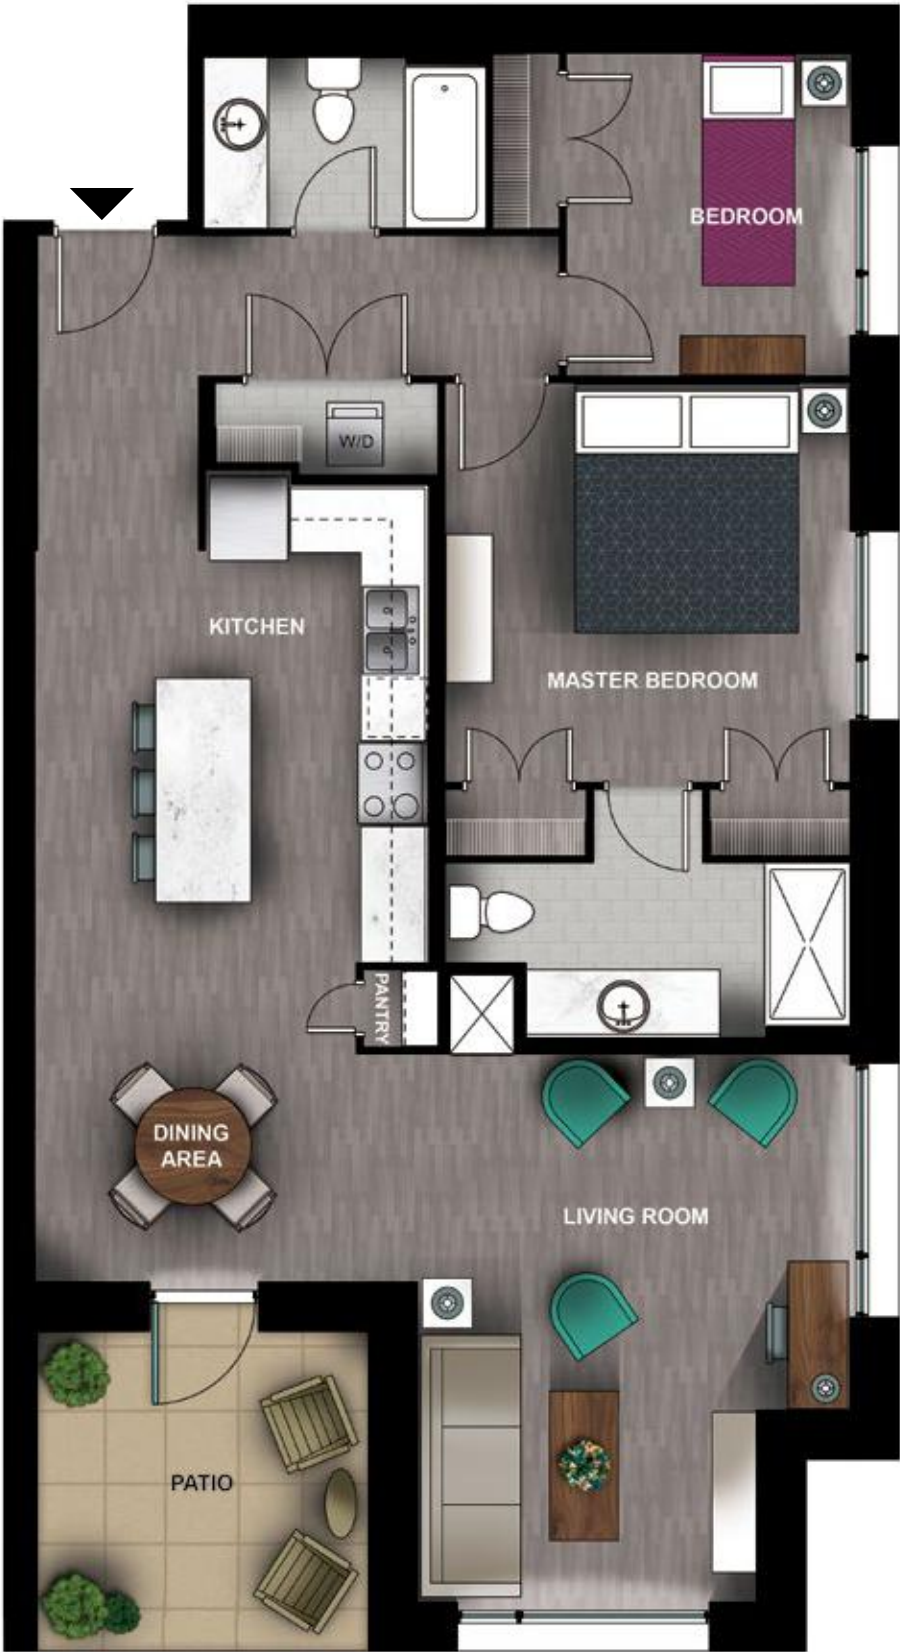 BEDROOM
W/D
KITCHEN
MASTER BEDROOM
PANTRY
DINING
AREA
LIVING ROOM
PATIO